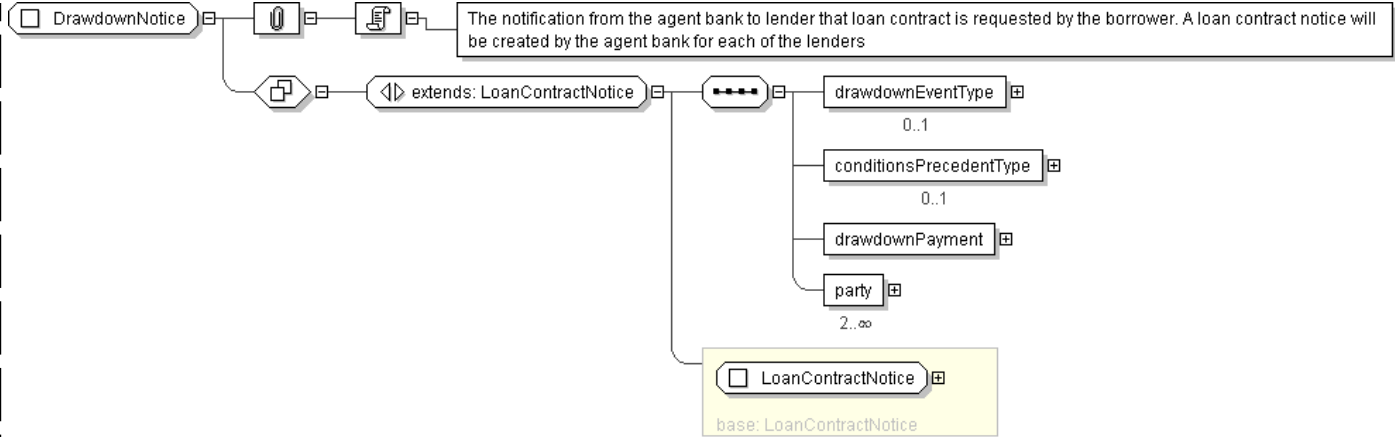 DrawdownNotice
The notification from the agent bank to lender that loan contract is requested by the borrower. A loan contract notice will
be created by the agent bank for each of the lenders
extends: LoanContractNotice
drawdownEventType
0..1
conditionsPrecedentType
0..1
drawdownPayment
party
2..∞
LoanContractNotice
base: LoanContractNotice